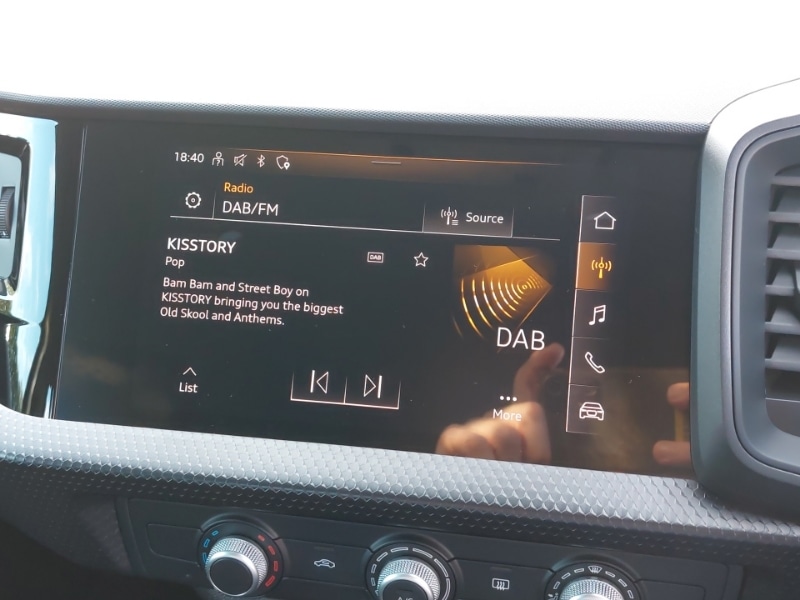 18:40
Radio
DAB/FM
Source
KISSTORY
DAB
Pop
Bam Bam and Street Boy on
KISSTORY bringing you the biggest
Old Skool and Anthems.
DAB
List
More